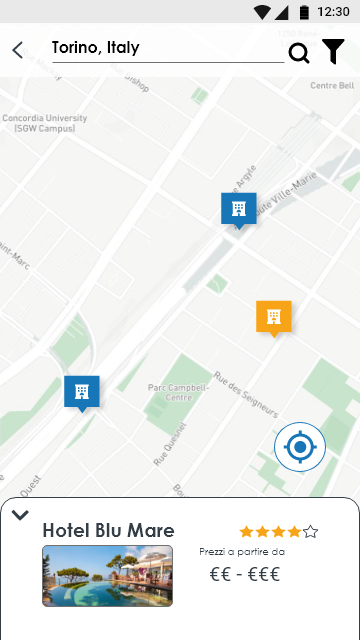 12:30
Torino, Italy
Bishop
Centre Bell
Concordia University
(SGW Campus)
Argyle
Route Ville-Marie
Saint-Marc
Parc Campbell-
Centre
Rue des Seigneurs
Rue Quesnel
Hotel Blu Mare
Prezzi a partire da
€€ - €€€